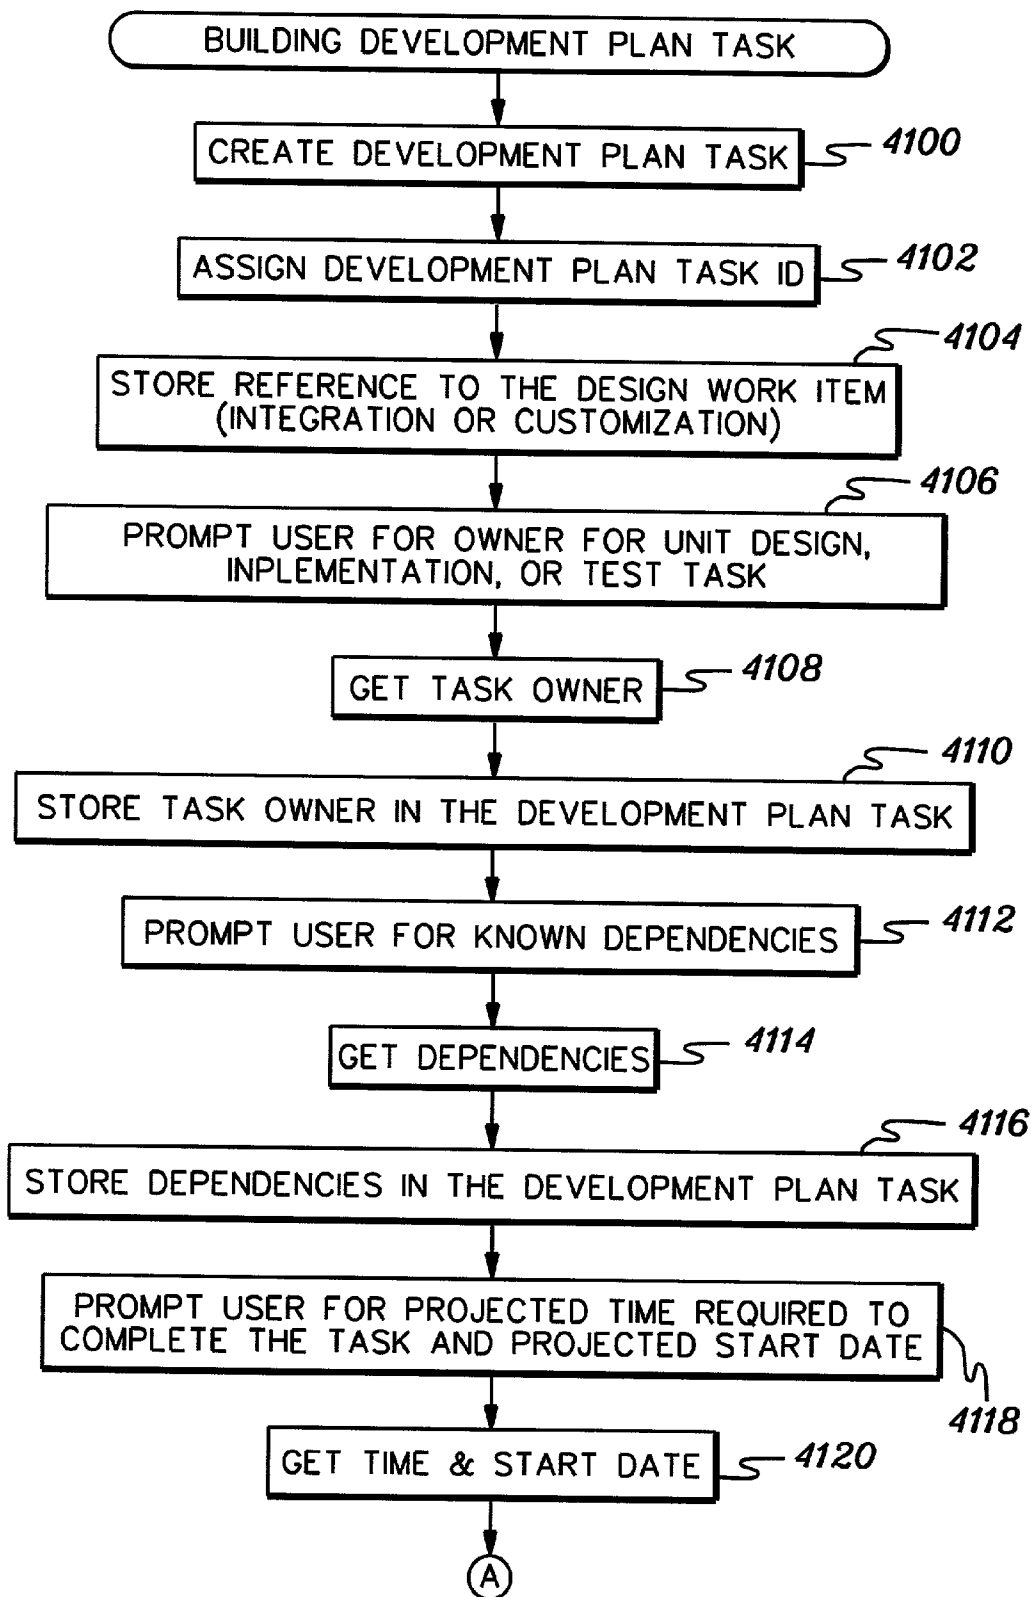 BUILDING DEVELOPMENT PLAN TASK
CREATE DEVELOPMENT PLAN TASK
4100
ASSIGN DEVELOPMENT PLAN TASK ID
4102
4104
STORE REFERENCE TO THE DESIGN WORK ITEM
(INTEGRATION OR CUSTOMIZATION)
4106
PROMPT USER FOR OWNER FOR UNIT DESIGN,
INPLEMENTATION, OR TEST TASK
GET TASK OWNER
4108
4110
STORE TASK OWNER IN THE DEVELOPMENT PLAN TASK
PROMPT USER FOR KNOWN DEPENDENCIES
4112
GET DEPENDENCIES
4114
4116
STORE DEPENDENCIES IN THE DEVELOPMENT PLAN TASK
PROMPT USER FOR PROJECTED TIME REQUIRED TO
COMPLETE THE TASK AND PROJECTED START DATE
4118
GET TIME & START DATE
4120
A